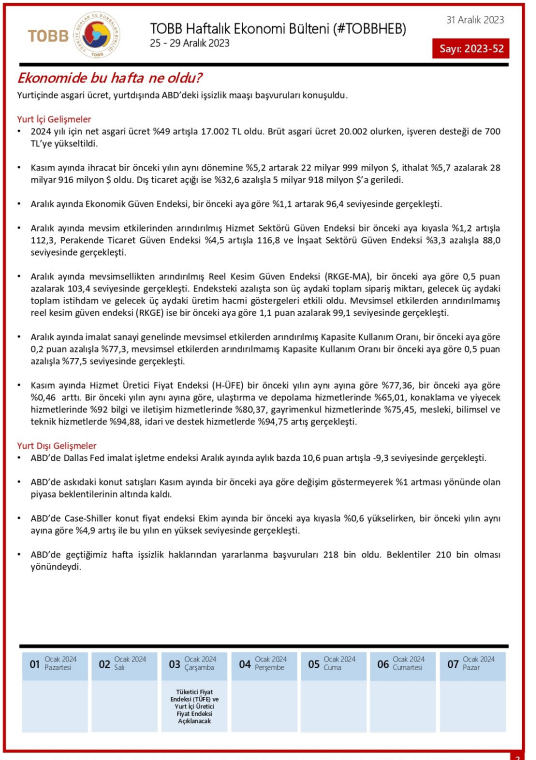 TOBB
TOBB Haftalık Ekonomi Bülteni (#TOBBHEB)
25 - 29 Aralık 2023
31 Aralık 2023
Sayı: 2023-52
Ekonomide bu hafta ne oldu?
Yurtiçinde asgari ücret, yurtdışında ABD'deki işsizlik maaşı başvuruları konuşuldu.
Yurt İçi Gelişmeler
• 2024 yılı için net asgari ücret %49 artışla 17.002 TL oldu. Brüt asgari ücret 20.002 olurken, işveren desteği de 700
TL'ye yükseltildi.
• Kasım ayında ihracat bir önceki yılın aynı dönemine %5,2 artarak 22 milyar 999 milyon $, ithalat %5,7 azalarak 28
milyar 916 milyon $ oldu. Dış ticaret açığı ise %32,6 azalışla 5 milyar 918 milyon $'a geriledi.
• Aralık ayında Ekonomik Güven Endeksi, bir önceki aya göre %1,1 artarak 96,4 seviyesinde gerçekleşti.
• Aralık ayında mevsim etkilerinden arındırılmış Hizmet Sektörü Güven Endeksi bir önceki aya kıyasla %1,2 artışla
112,3, Perakende Ticaret Güven Endeksi %4,5 artışla 116,8 ve İnşaat Sektörü Güven Endeksi %3,3 azalışla 88,0
seviyesinde gerçekleşti.
• Aralık ayında mevsimsellikten arındırılmış Reel Kesim Güven Endeksi (RKGE-MA), bir önceki aya göre 0,5 puan
azalarak 103,4 seviyesinde gerçekleşti. Endeksteki azalışta son üç aydaki toplam sipariş miktarı, gelecek üç aydaki
toplam istihdam ve gelecek üç aydaki üretim hacmi göstergeleri etkili oldu. Mevsimsel etkilerden arındırılmamış
reel kesim güven endeksi (RKGE) ise bir önceki aya göre 1,1 puan azalarak 99,1 seviyesinde gerçekleşti.
• Aralık ayında imalat sanayi genelinde mevsimsel etkilerden arındırılmış Kapasite Kullanım Oranı, bir önceki aya göre
0,2 puan azalışla %77,3, mevsimsel etkilerden arındırılmamış Kapasite Kullanım Oranı bir önceki aya göre 0,5 puan
azalışla %77,5 seviyesinde gerçekleşti.
• Kasım ayında Hizmet Üretici Fiyat Endeksi (H-ÜFE) bir önceki yılın aynı ayına göre %77,36, bir önceki aya göre
%0,46 arttı. Bir önceki yılın aynı ayına göre, ulaştırma ve depolama hizmetlerinde %65,01, konaklama ve yiyecek
hizmetlerinde %92 bilgi ve iletişim hizmetlerinde %80,37, gayrimenkul hizmetlerinde %75,45, mesleki, bilimsel ve
teknik hizmetlerde %94,88, idari ve destek hizmetlerde %94,75 artış gerçekleşti.
Yurt Dışı Gelişmeler
• ABD'de Dallas Fed imalat işletme endeksi Aralık ayında aylık bazda 10,6 puan artışla -9,3 seviyesinde gerçekleşti.
• ABD'de askıdaki konut satışları Kasım ayında bir önceki aya göre değişim göstermeyerek %1 artması yönünde olan
piyasa beklentilerinin altında kaldı.
• ABD'de Case-Shiller konut fiyat endeksi Ekim ayında bir önceki aya kıyasla %0,6 yükselirken, bir önceki yılın aynı
ayına göre %4,9 artış ile bu yılın en yüksek seviyesinde gerçekleşti.
• ABD'de geçtiğimiz hafta işsizlik haklarından yararlanma başvuruları 218 bin oldu. Beklentiler 210 bin olması
yönündeydi.
01 Ocak 2024 Pazartesi
02 Ocak 2024 Salı
03 Ocak 2024 Çarşamba
04 Ocak 2024 Perşembe
05 Ocak 2024 Cuma
06 Ocak 2024 Cumartesi
07 Ocak 2024 Pazar
Tüketici Fiyat
Endeksi (TÜFE) ve
Yurt İçi Üretici
Fiyat Endeksi
Açıklanacak